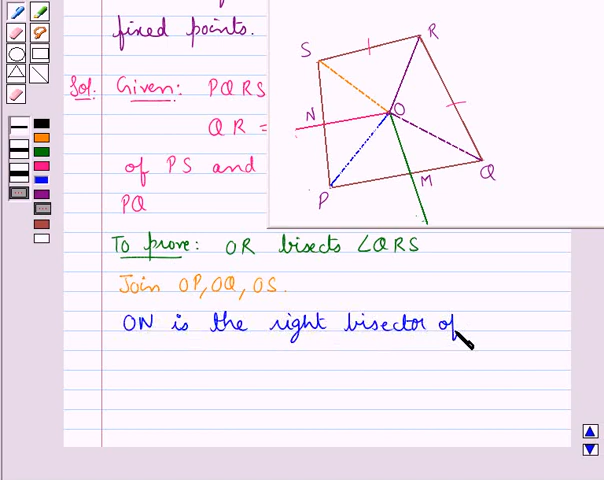 fixed points.
Sol. Given: PQRS
QR =
of PS and
PQ
S
R
N
O
P
M
Q
To prove: OR bisects ∠QRS
Join OP, OQ, OS.
ON is the right bisector of